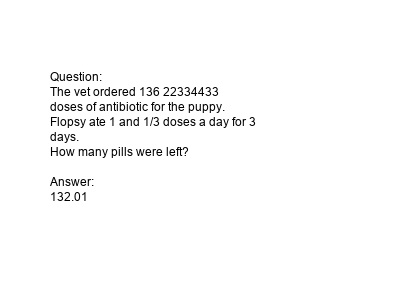 Question:
The vet ordered 136 22334433
doses of antibiotic for the puppy.
Flopsy ate 1 and 1/3 doses a day for 3
days.
How many pills were left?
Answer:
132.01